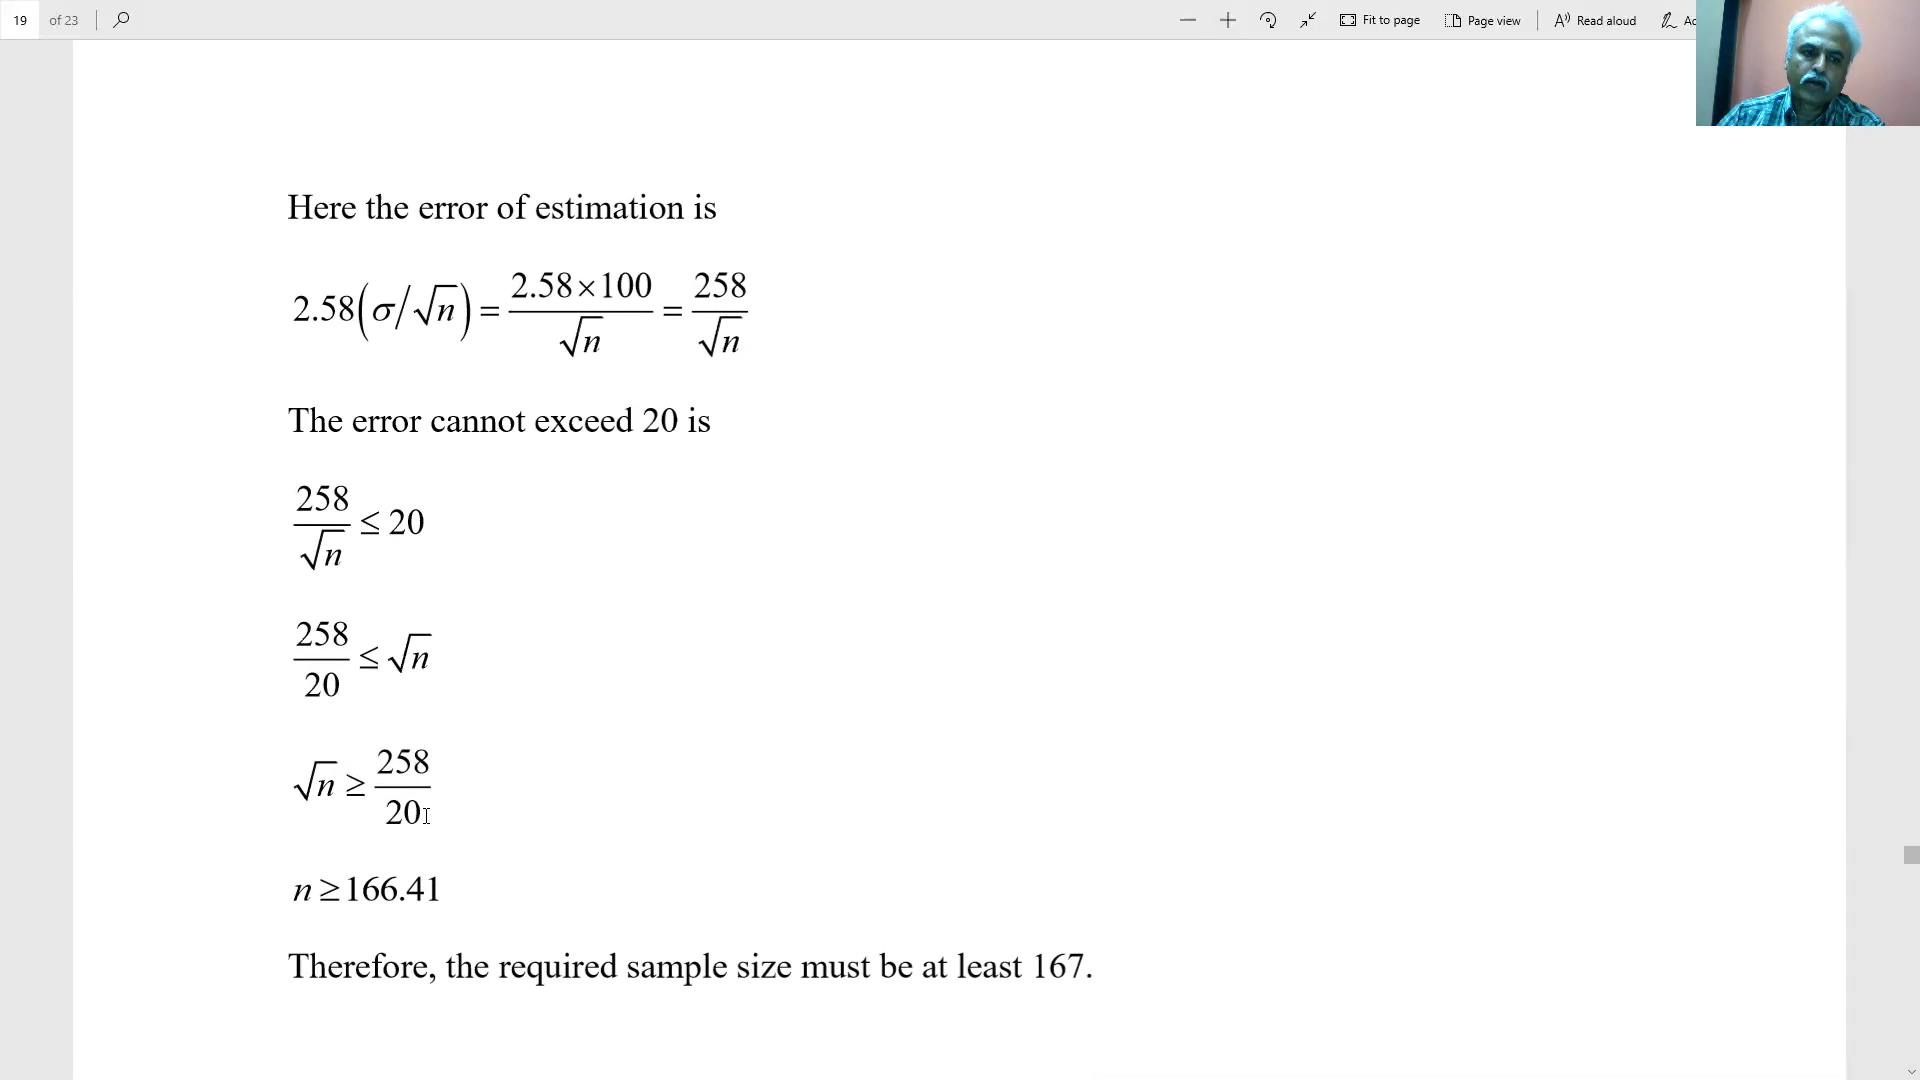 19 of 23 Fit to page Page view A Read aloud
Here the error of estimation is
2.58(σ/√n) = 2.58×100/√n = 258/√n
The error cannot exceed 20 is
258/√n ≤ 20
258/20 ≤ √n
√n ≥ 258/20
n ≥ 166.41
Therefore, the required sample size must be at least 167.